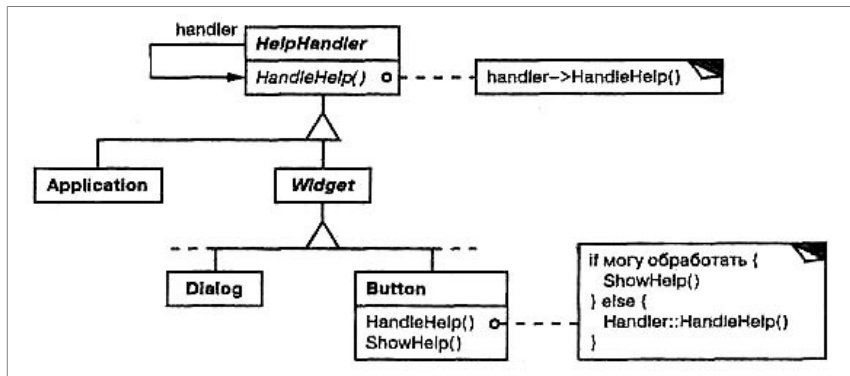 handler
HelpHandler
HandleHelp()
handler–>HandleHelp()
Application
Widget
Dialog
Button
HandleHelp()
ShowHelp()
if могу обработать {
ShowHelp()
} else {
Handler::HandleHelp()
}